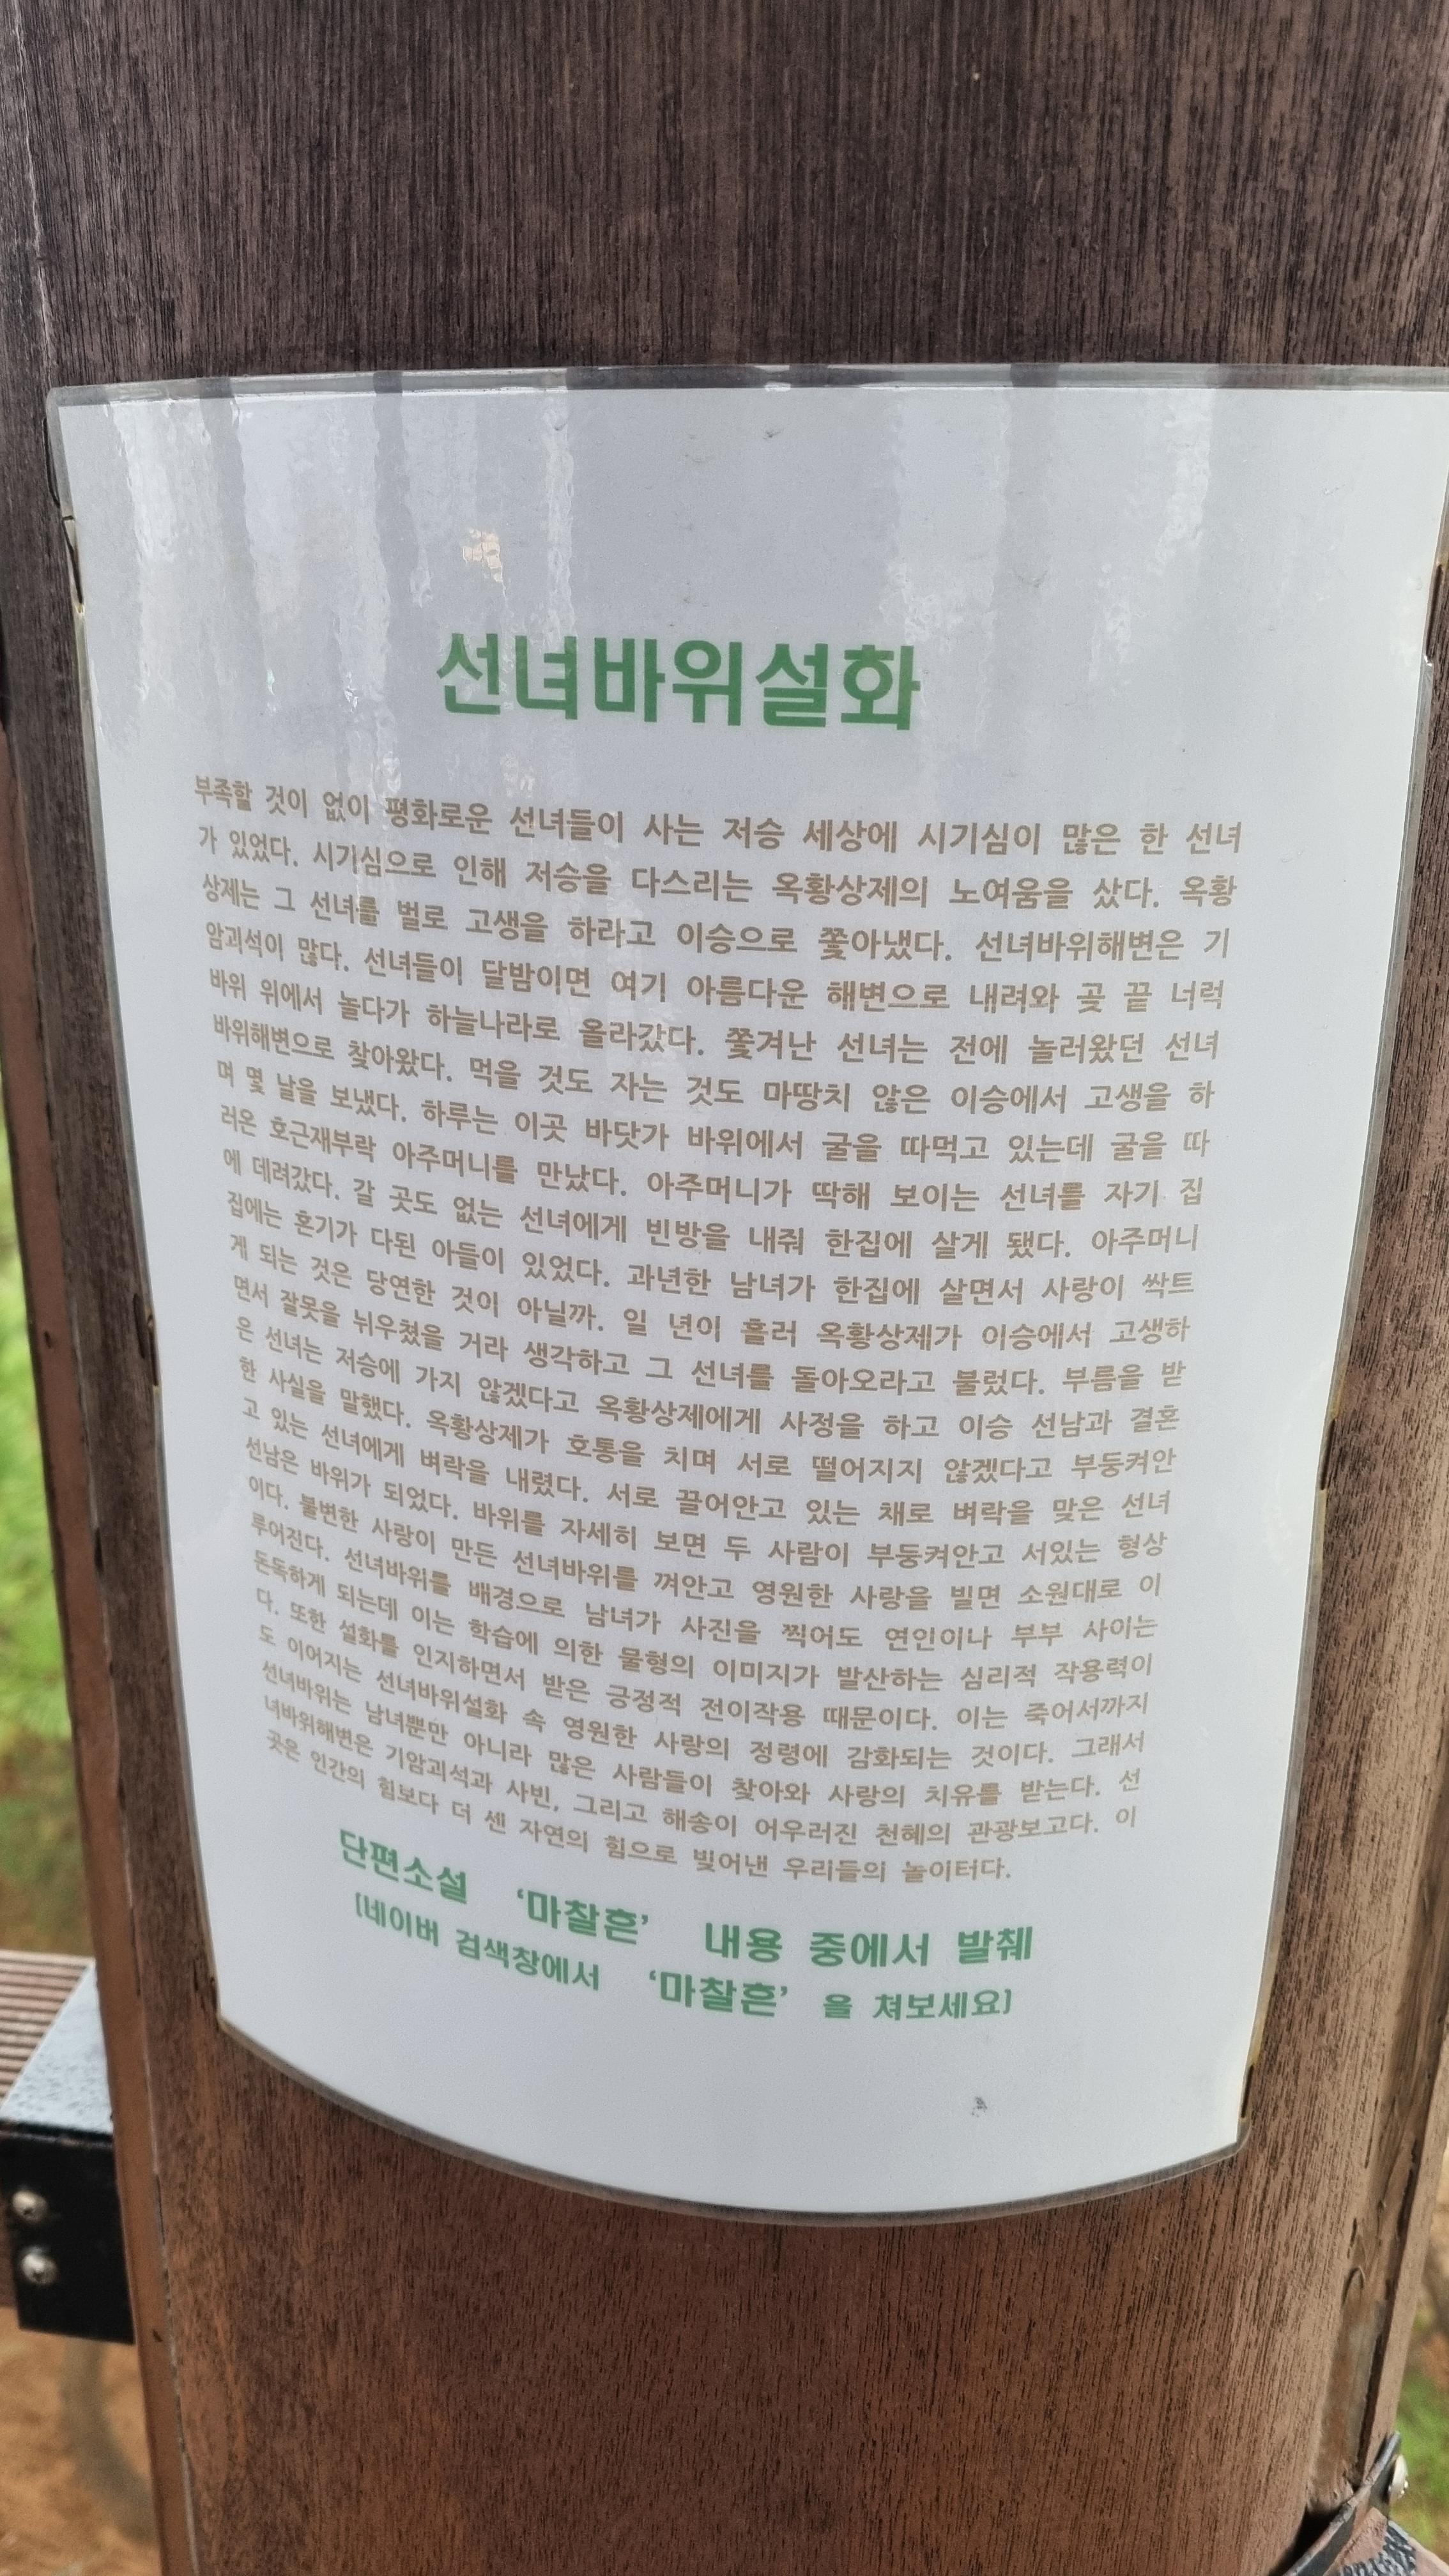 선녀바위설화
부족할 것이 없이 평화로운 선녀들이 사는 저승 세상에 시기심이 많은 한 선녀
가 있었다. 시기심으로 인해 저승을 다스리는 옥황상제의 노여움을 샀다. 옥황
상제는 그 선녀를 벌로 고생을 하라고 이승으로 쫓아냈다. 선녀바위해변은 기
암괴석이 많다. 선녀들이 달밤이면 여기 아름다운 해변으로 내려와 곶 끝 너럭
바위 위에서 놀다가 하늘나라로 올라갔다. 쫓겨난 선녀는 전에 놀러왔던 선녀
바위해변으로 찾아왔다. 먹을 것도 자는 것도 마땅치 않은 이승에서 고생을 하
며 몇 날을 보냈다. 하루는 이곳 바닷가 바위에서 굴을 따먹고 있는데 굴을 따
러온 호근재부락 아주머니를 만났다. 아주머니가 딱해 보이는 선녀를 자기 집
에 데려갔다. 갈 곳도 없는 선녀에게 빈방을 내줘 한집에 살게 됐다. 아주머니
집에는 혼기가 다된 아들이 있었다. 과년한 남녀가 한집에 살면서 사랑이 싹트
게 되는 것은 당연한 것이 아닐까. 일 년이 흘러 옥황상제가 이승에서 고생하
면서 잘못을 뉘우쳤을 거라 생각하고 그 선녀를 돌아오라고 불렀다. 부름을 받
은 선녀는 저승에 가지 않겠다고 옥황상제에게 사정을 하고 이승 선남과 결혼
한 사실을 말했다. 옥황상제가 호통을 치며 서로 떨어지지 않겠다고 부둥켜안
고 있는 선녀에게 벼락을 내렸다. 서로 끌어안고 있는 채로 벼락을 맞은 선녀
선남은 바위가 되었다. 바위를 자세히 보면 두 사람이 부둥켜안고 서있는 형상
이다. 불변한 사랑이 만든 선녀바위를 껴안고 영원한 사랑을 빌면 소원대로 이
루어진다. 선녀바위를 배경으로 남녀가 사진을 찍어도 연인이나 부부 사이는
돈독하게 되는데 이는 학습에 의한 물형의 이미지가 발산하는 심리적 작용력이
다. 또한 설화를 인지하면서 받은 긍정적 전이작용 때문이다. 이는 죽어서까지
도 이어지는 선녀바위설화 속 영원한 사랑의 정령에 감화되는 것이다. 그래서
선녀바위는 남녀뿐만 아니라 많은 사람들이 찾아와 사랑의 치유를 받는다. 선
녀바위해변은 기암괴석과 사빈, 그리고 해송이 어우러진 천혜의 관광보고다. 이
곳은 인간의 힘보다 더 센 자연의 힘으로 빚어낸 우리들의 놀이터다.
단편소설 ‘마찰흔’ 내용 중에서 발췌
(네이버 검색창에서 ‘마찰흔’ 을 쳐보세요)